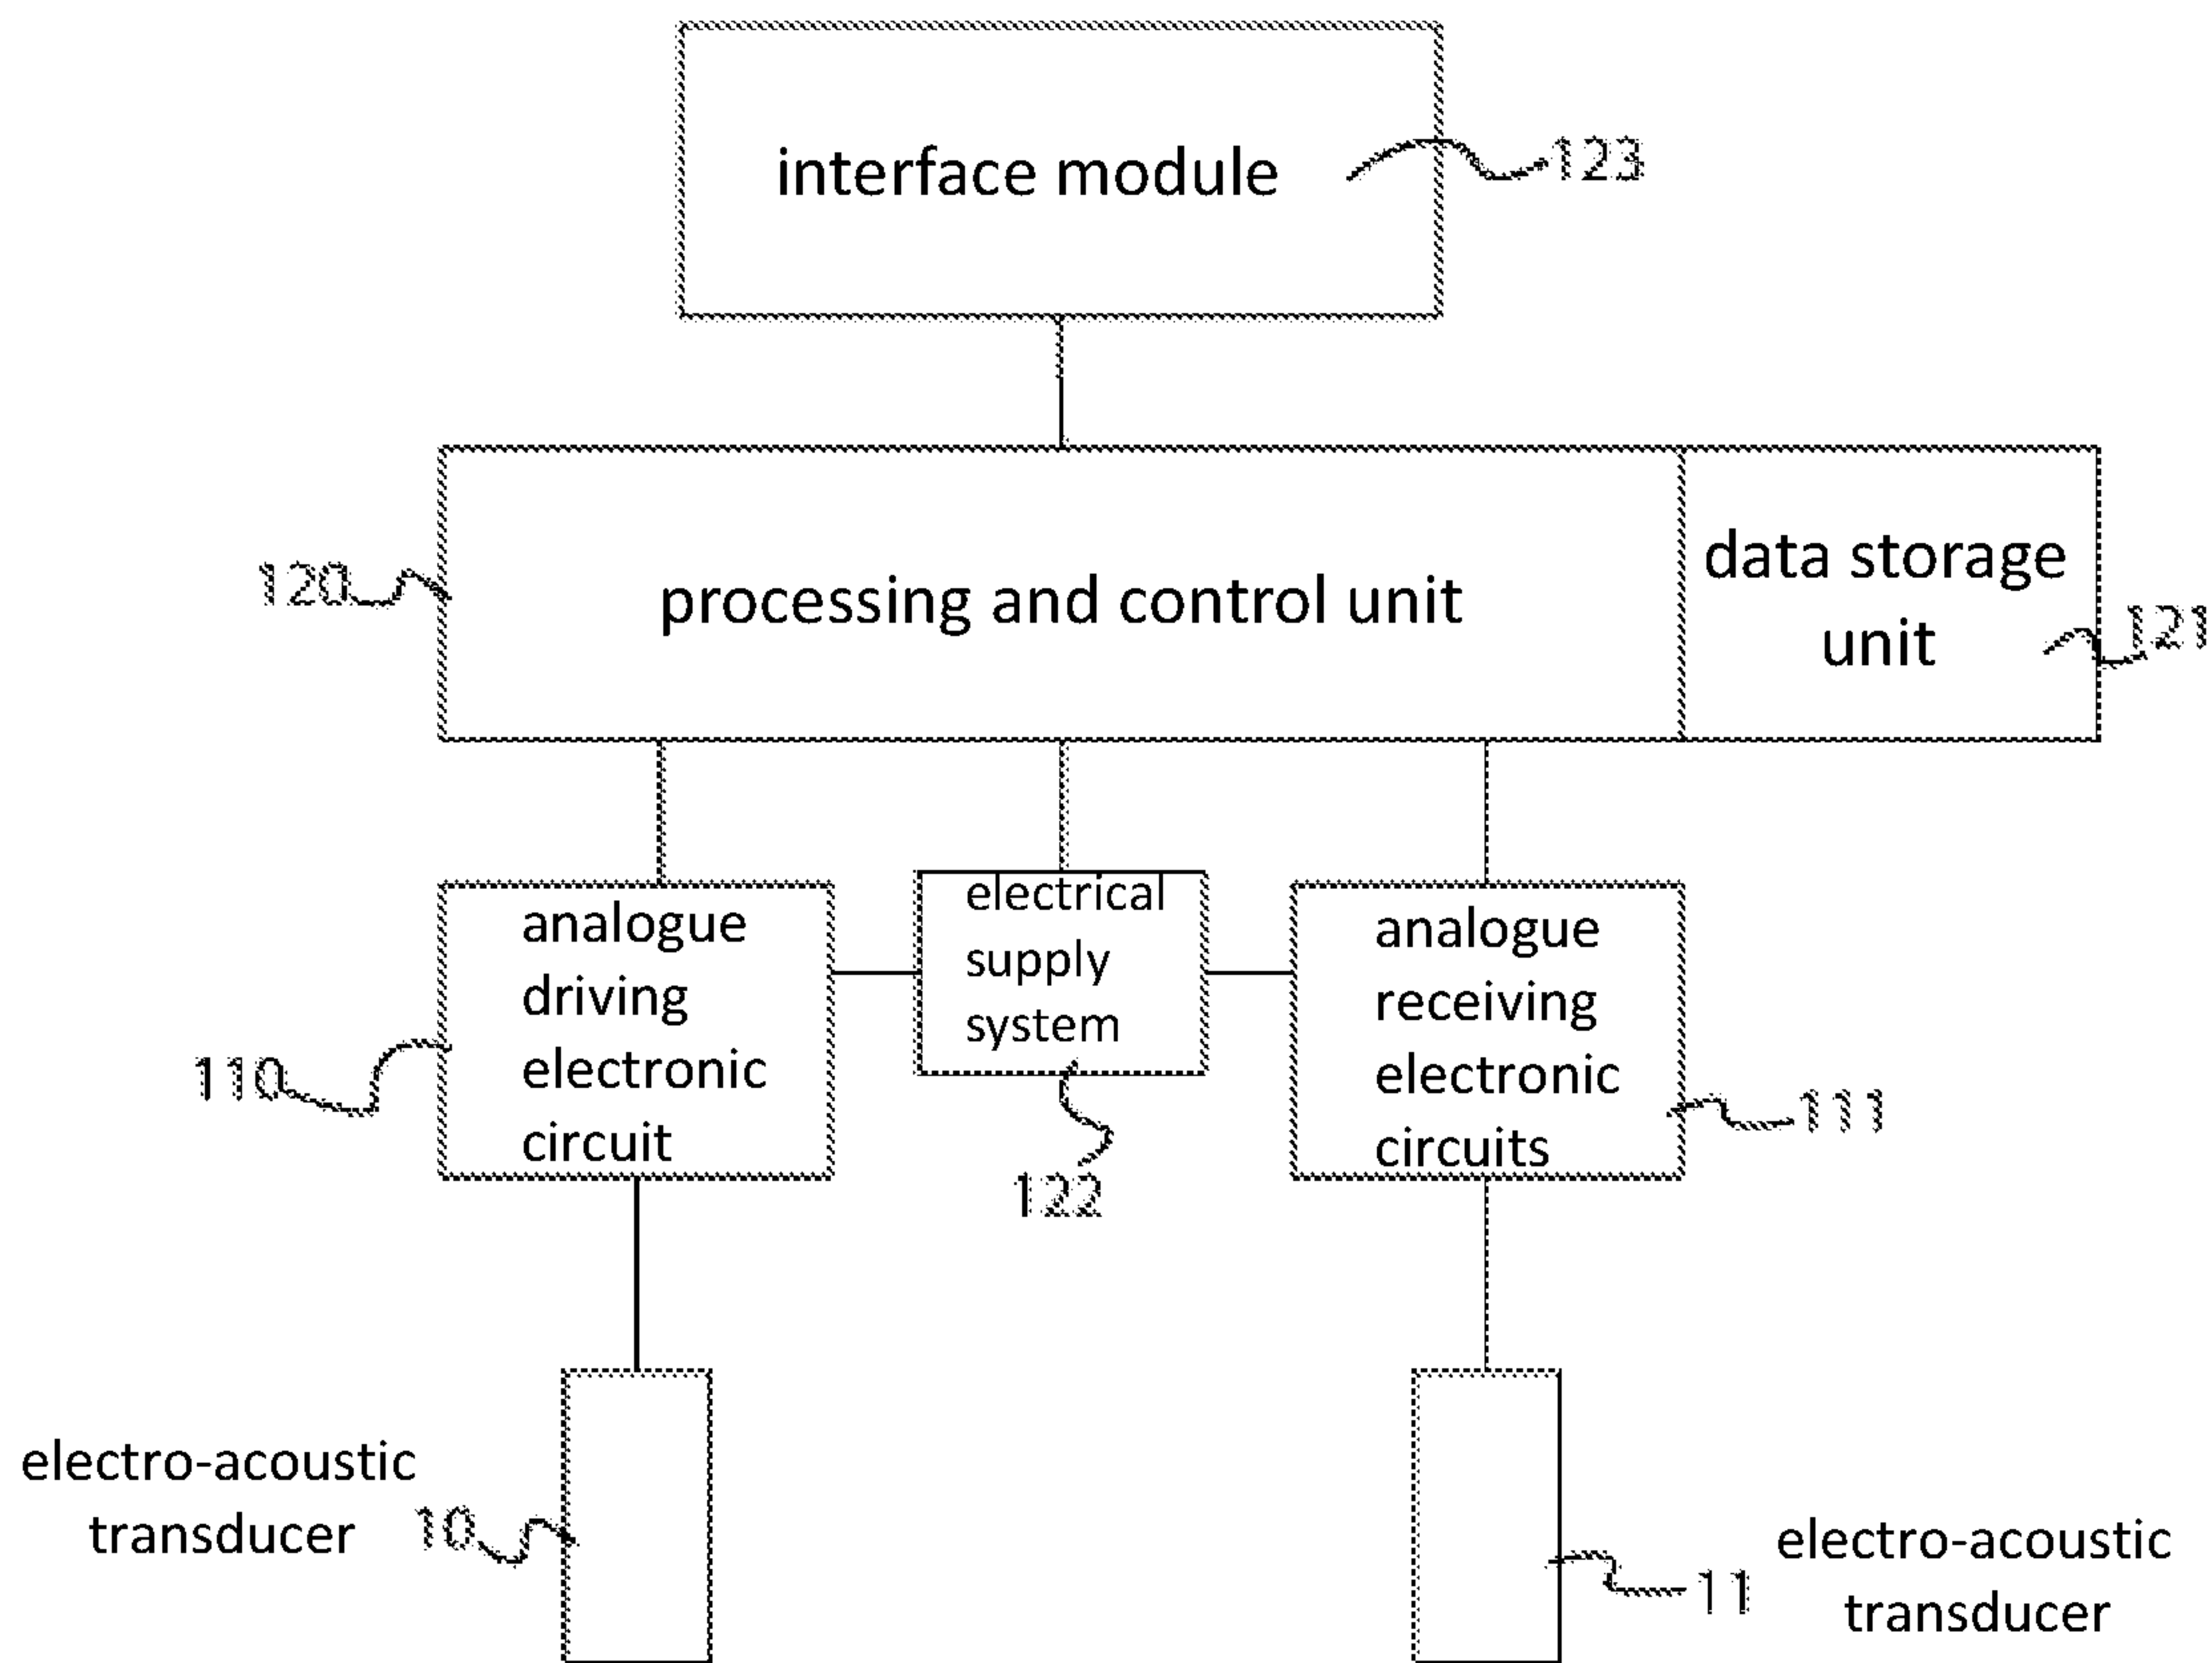 interface module
123
processing and control unit
data storage
unit
120
121
analogue
driving
electronic
circuit
110
electrical
supply
system
122
analogue
receiving
electronic
circuits
111
electro-acoustic
transducer
10
11
electro-acoustic
transducer